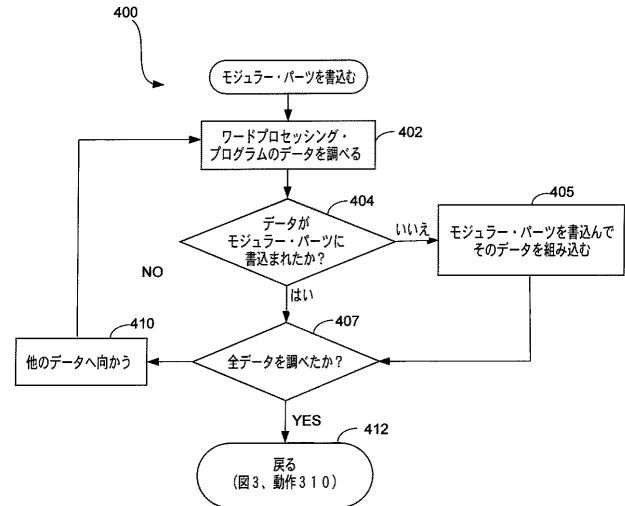 400
モジュラー・パーツを書込む
ワードプロセッシング・
プログラムのデータを調べる
402
404
データが
モジュラー・パーツに
書込まれたか？
いいえ
405
モジュラー・パーツを書込んで
そのデータを組み込む
NO
はい
407
全データを調べたか？
410
他のデータへ向かう
YES
412
戻る
（図３、動作３１０）